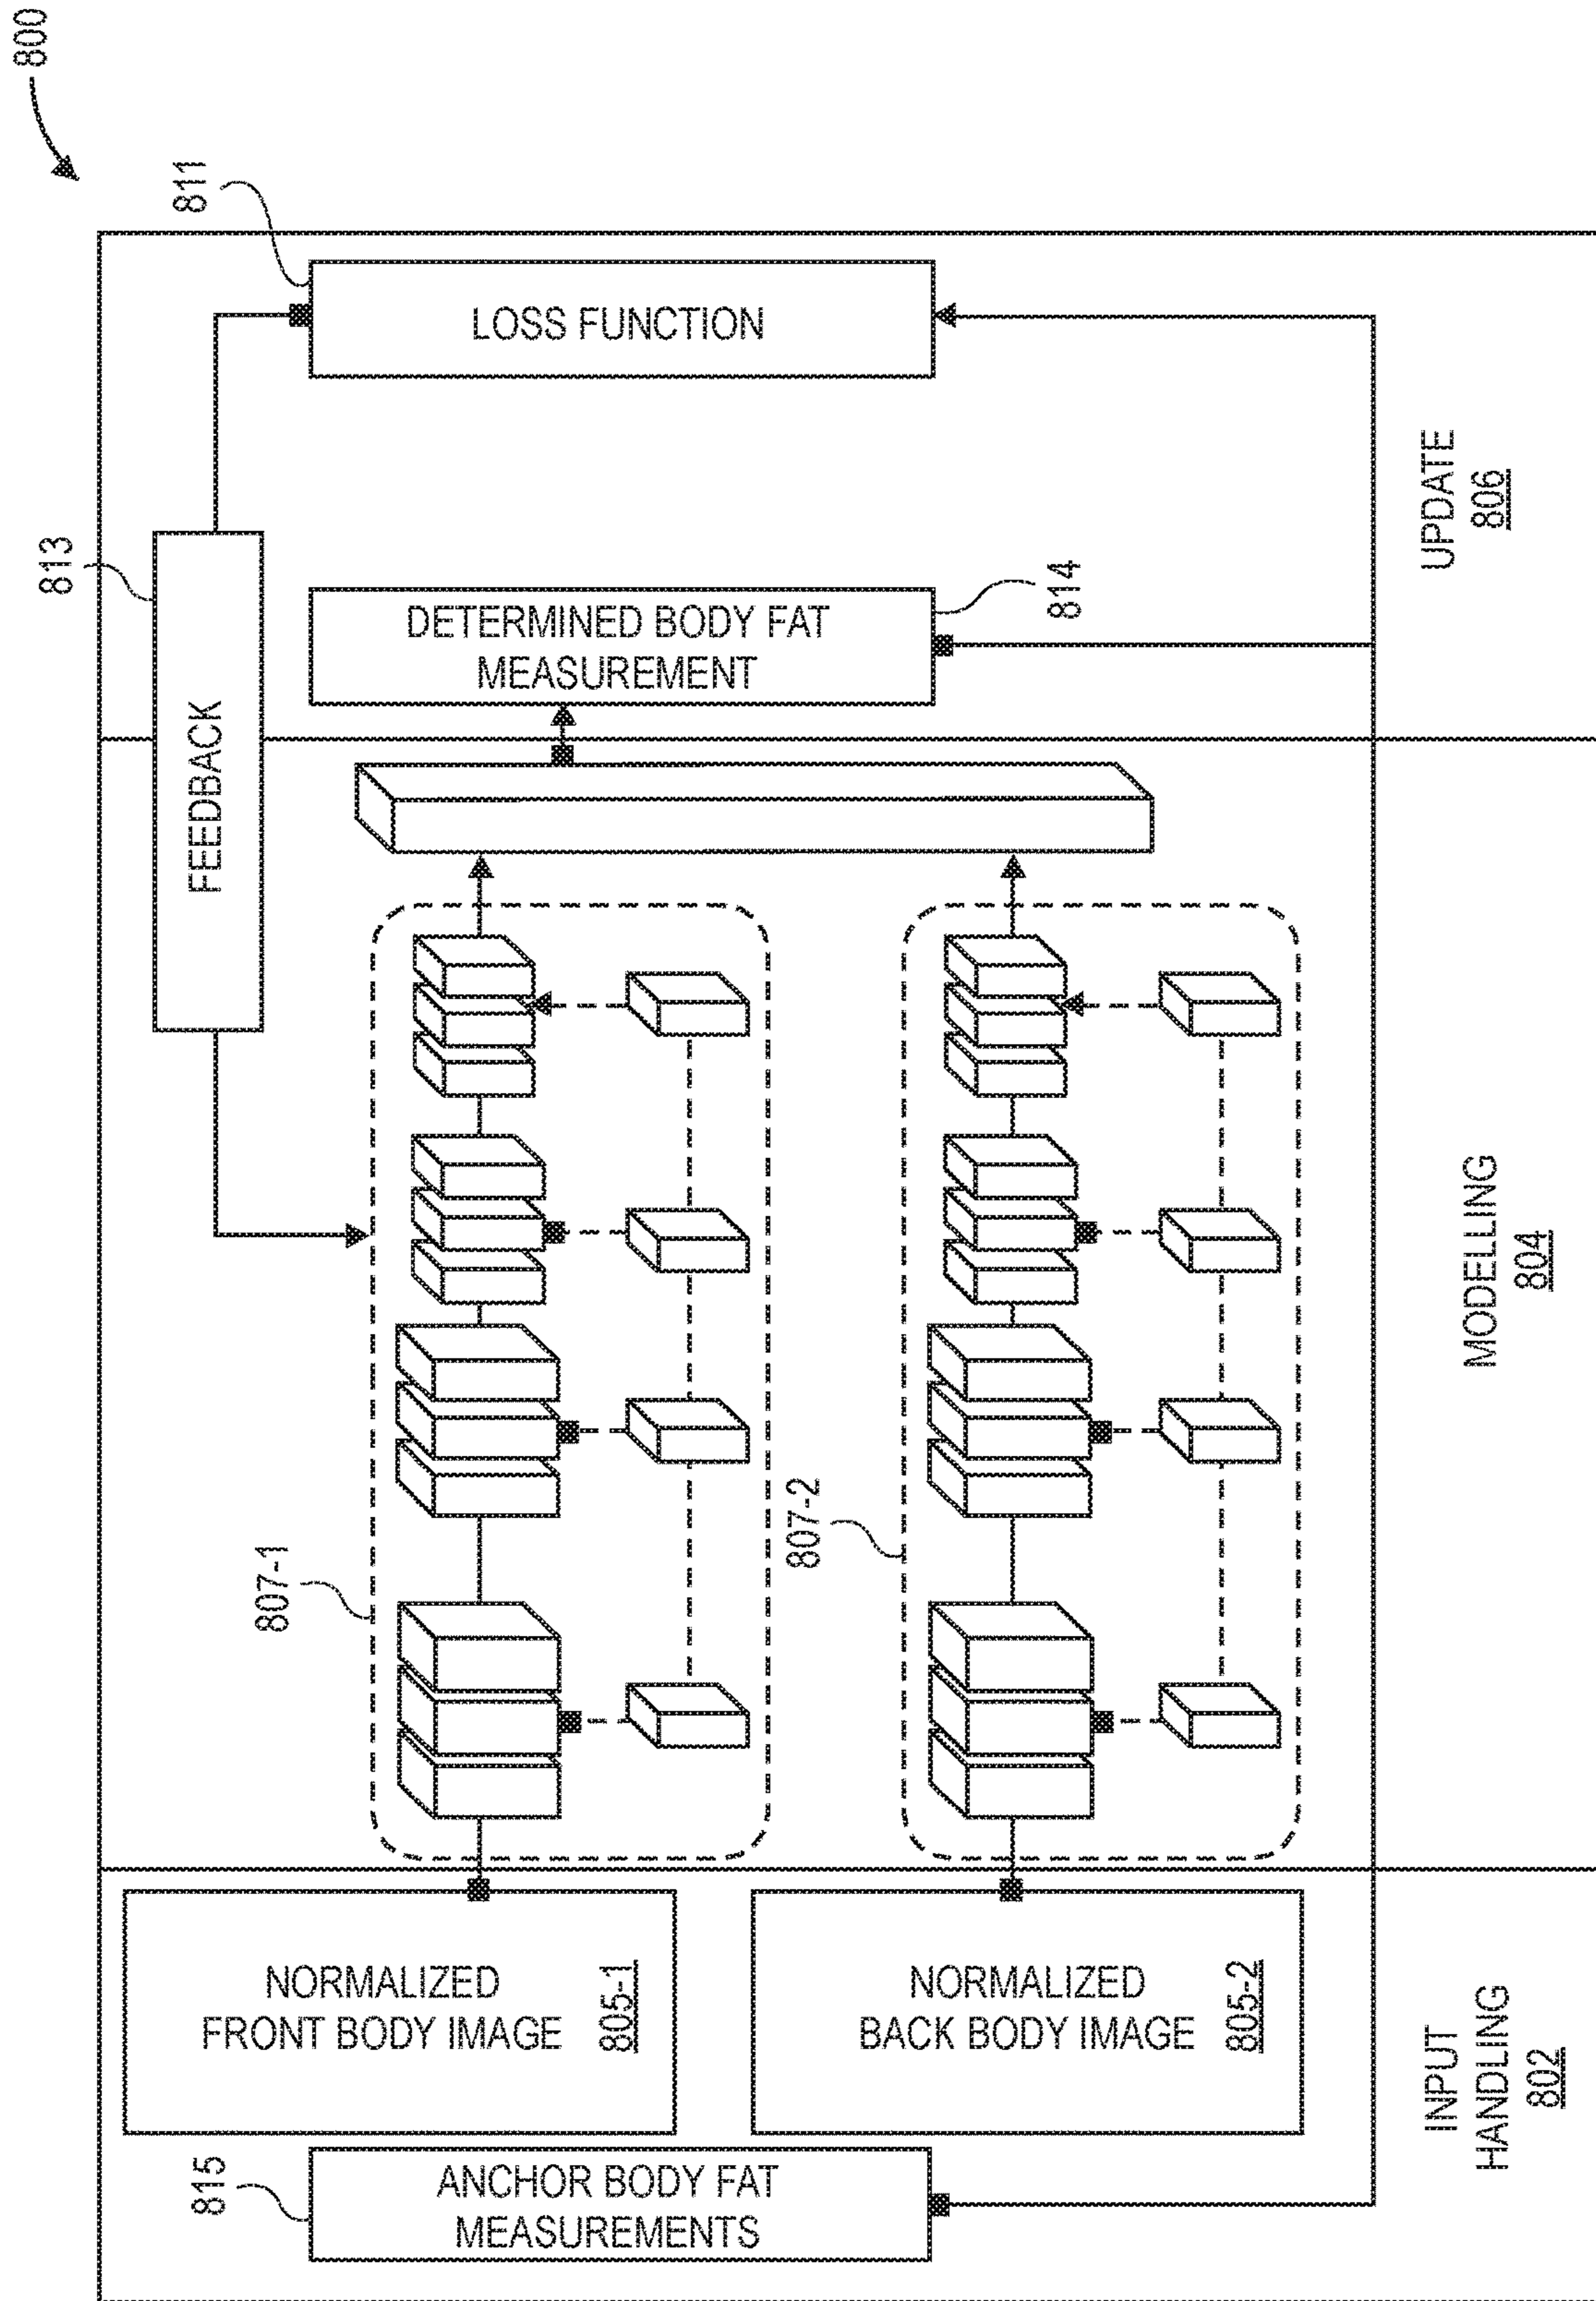 800
811
LOSS FUNCTION
813
FEEDBACK
DETERMINED BODY FAT
MEASUREMENT
814
807-1
807-2
NORMALIZED
FRONT BODY IMAGE
805-1
NORMALIZED
BACK BODY IMAGE
805-2
815
ANCHOR BODY FAT
MEASUREMENTS
INPUT
HANDLING
802
MODELLING
804
UPDATE
806